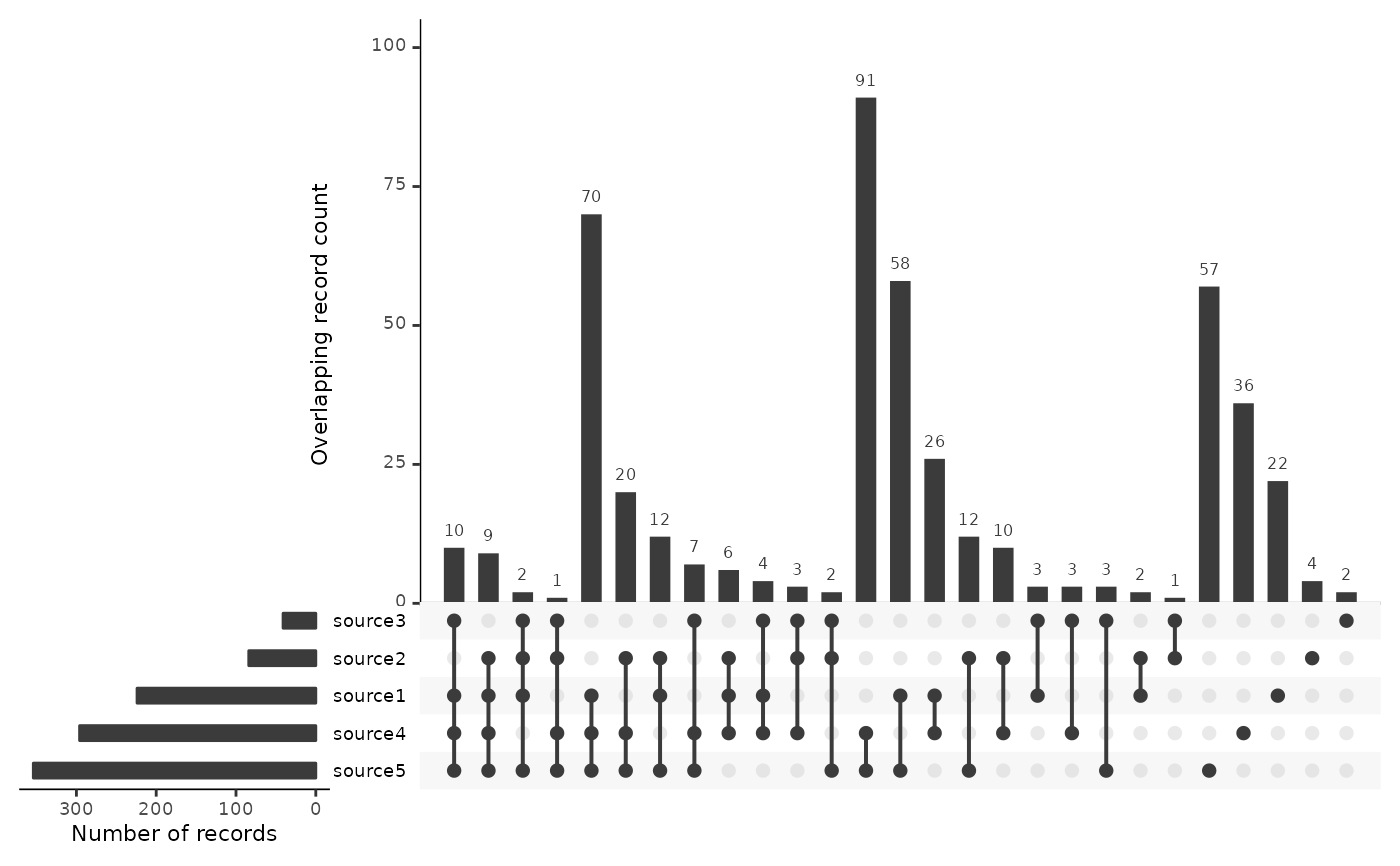 100
75
50
25
0
Overlapping record count
10 9 2 1 70 20 12 7 6 4 3 2 91 58 26 12 10 3 3 3 2 1 57 36 22 4 2
source3
source2
source1
source4
source5
300 200 100 0
Number of records